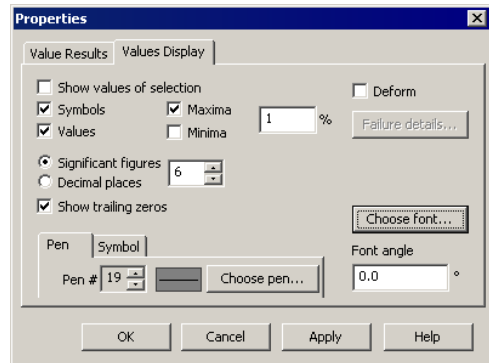 Properties
Value Results Values Display
Show values of selection
Deform
Symbols Maxima 1 %
Values Minima
Failure details...
Significant figures 6
Decimal places
Show trailing zeros
Choose font...
Pen Symbol
Font angle
Pen # 19 Choose pen... 0.0 °
OK Cancel Apply Help